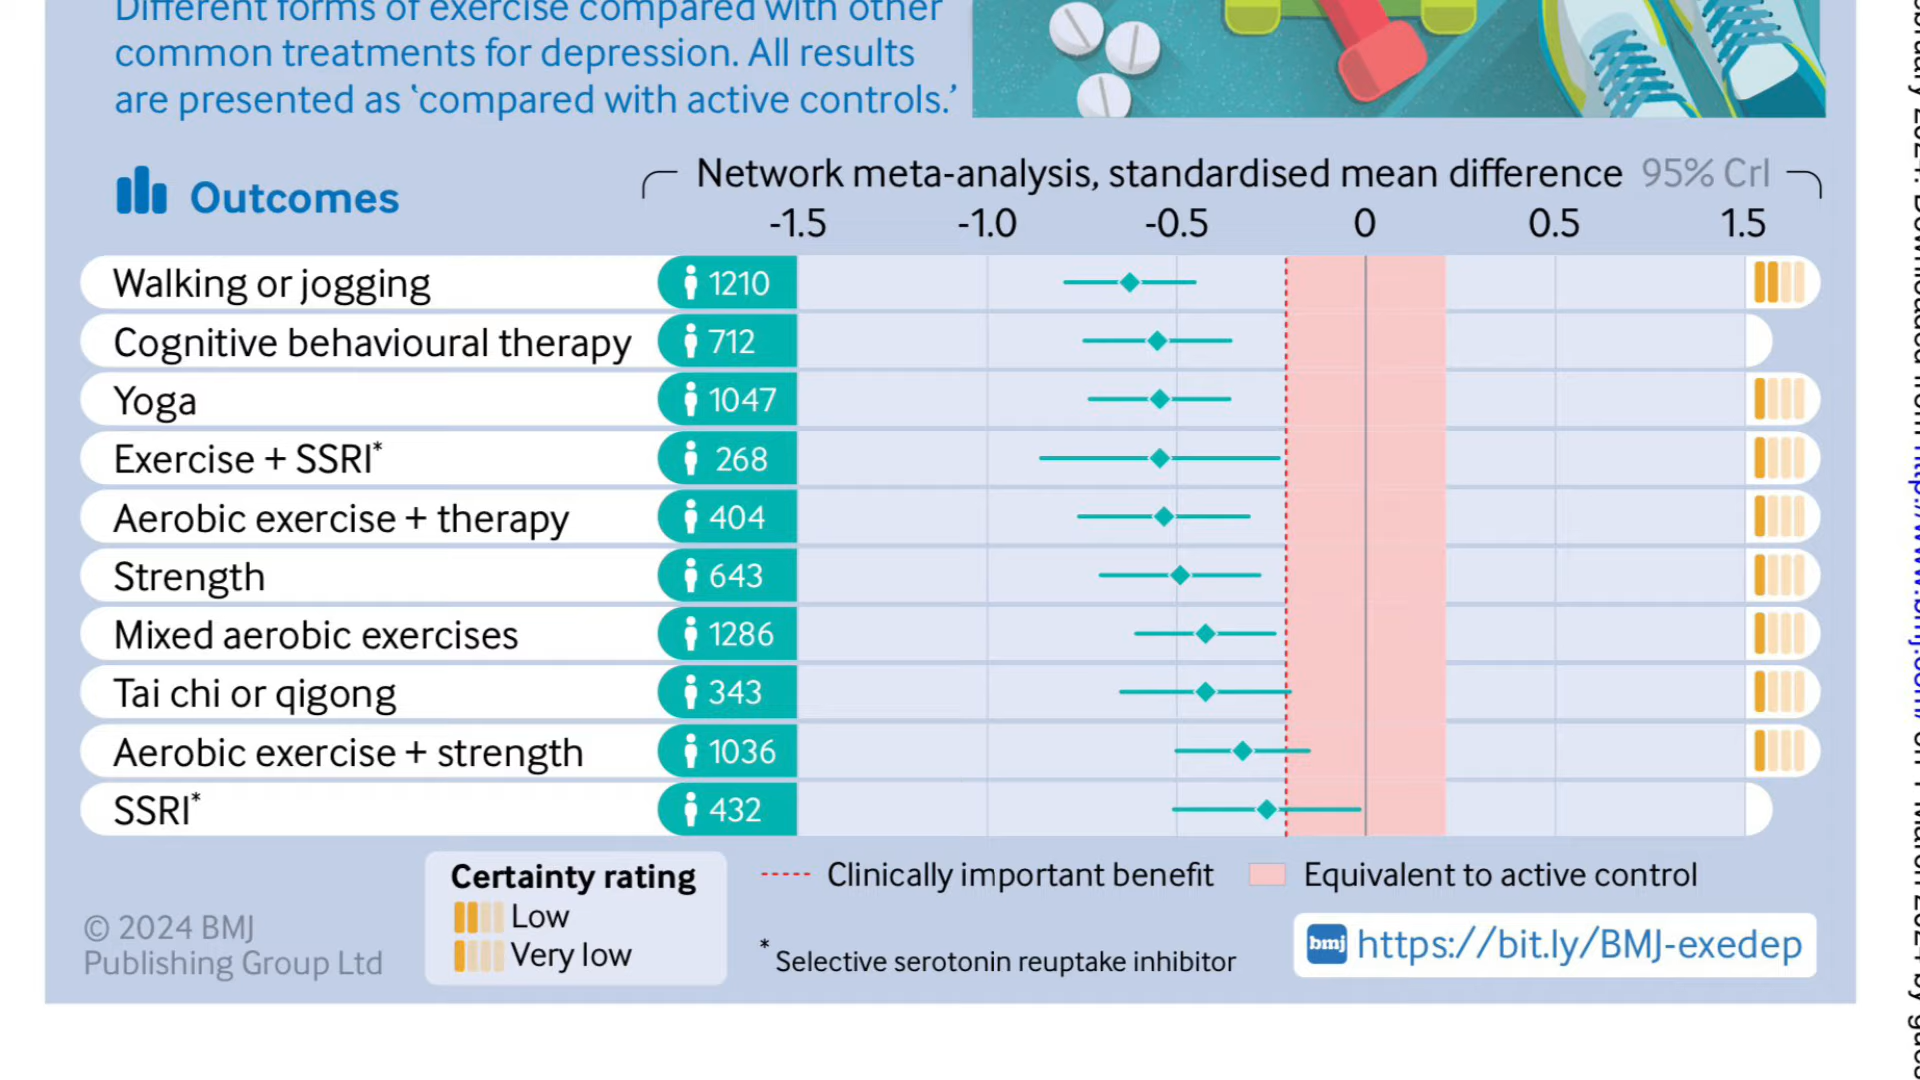 Different forms of exercise compared with other
common treatments for depression. All results
are presented as ‘compared with active controls.’
Outcomes
Network meta-analysis, standardised mean difference 95% CrI
-1.5 -1.0 -0.5 0 0.5 1.5
Walking or jogging 1210
Cognitive behavioural therapy 712
Yoga 1047
Exercise + SSRI* 268
Aerobic exercise + therapy 404
Strength 643
Mixed aerobic exercises 1286
Tai chi or qigong 343
Aerobic exercise + strength 1036
SSRI* 432
Certainty rating
Low
Very low
Clinically important benefit
Equivalent to active control
* Selective serotonin reuptake inhibitor
© 2024 BMJ
Publishing Group Ltd
bmj https://bit.ly/BMJ-exedep